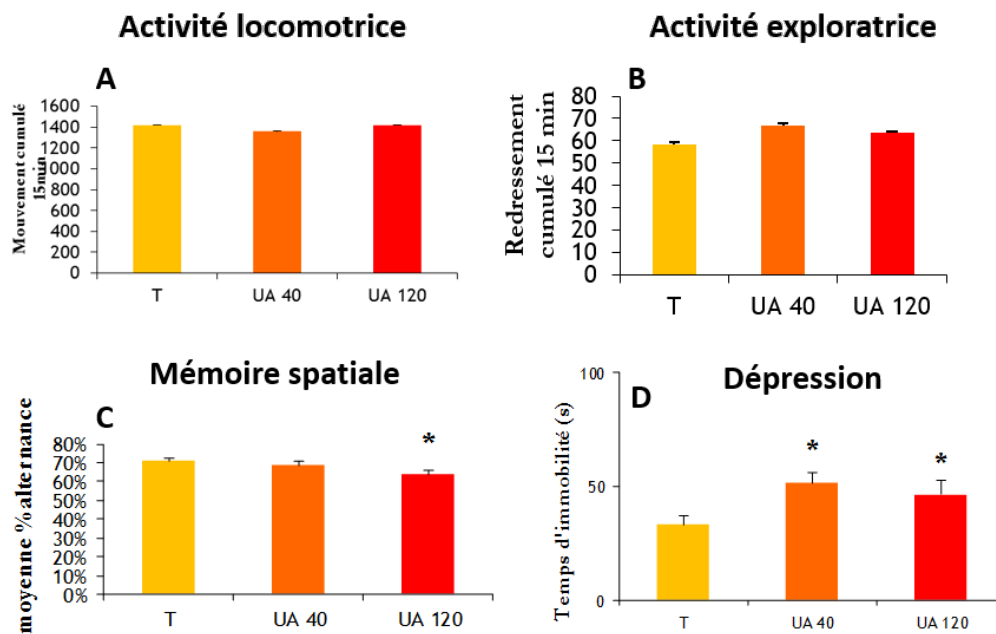 Activité locomotrice
A
Mouvement cumulé
15min
1600
1400
1200
1000
800
600
400
200
0
T UA 40 UA 120
Activité exploratrice
B
Redressement
cumulé 15 min
80
70
60
50
40
30
20
10
0
T UA 40 UA 120
Mémoire spatiale
C
moyenne % alternance
80%
70%
60%
50%
40%
30%
20%
10%
0%
*
T UA 40 UA 120
Dépression
D
Temps d'immobilité (s)
100
50
0
* *
T UA 40 UA 120